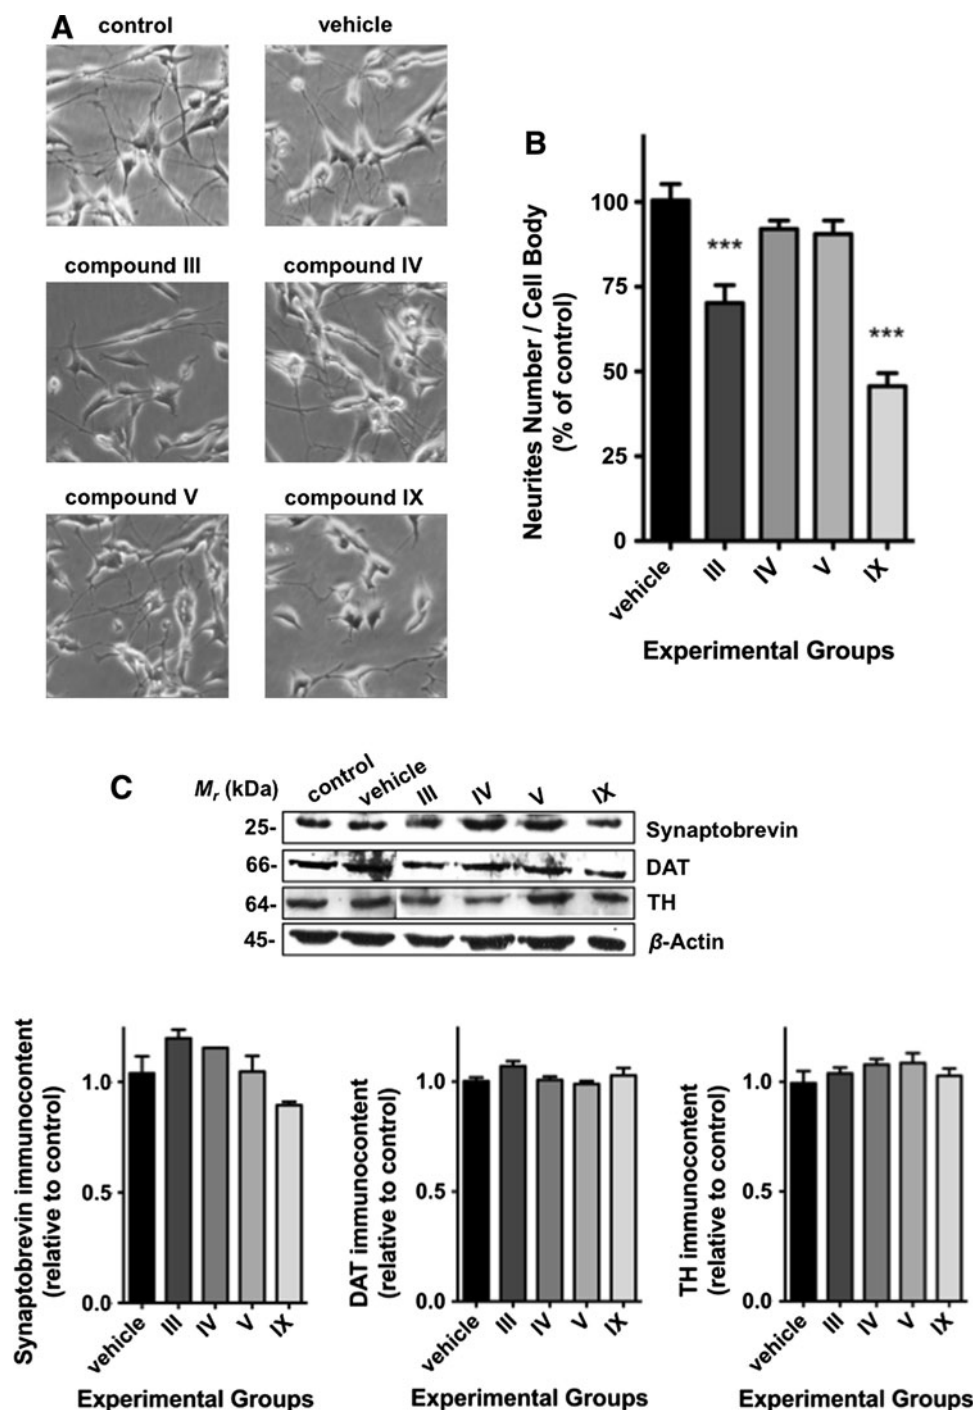 A
control
vehicle
compound III
compound IV
compound V
compound IX
B
Neurites Number / Cell Body
(% of control)
100
75
50
25
0
***
***
vehicle
III
IV
V
IX
Experimental Groups
C
Mr (kDa)
control
vehicle
III
IV
V
IX
25-
Synaptobrevin
66-
DAT
64-
TH
45-
β-Actin
Synaptobrevin immunocontent
(relative to control)
1.0
0.5
0.0
vehicle
III
IV
V
IX
Experimental Groups
DAT immunocontent
(relative to control)
1.0
0.5
0.0
vehicle
III
IV
V
IX
Experimental Groups
TH immunocontent
(relative to control)
1.0
0.5
0.0
vehicle
III
IV
V
IX
Experimental Groups